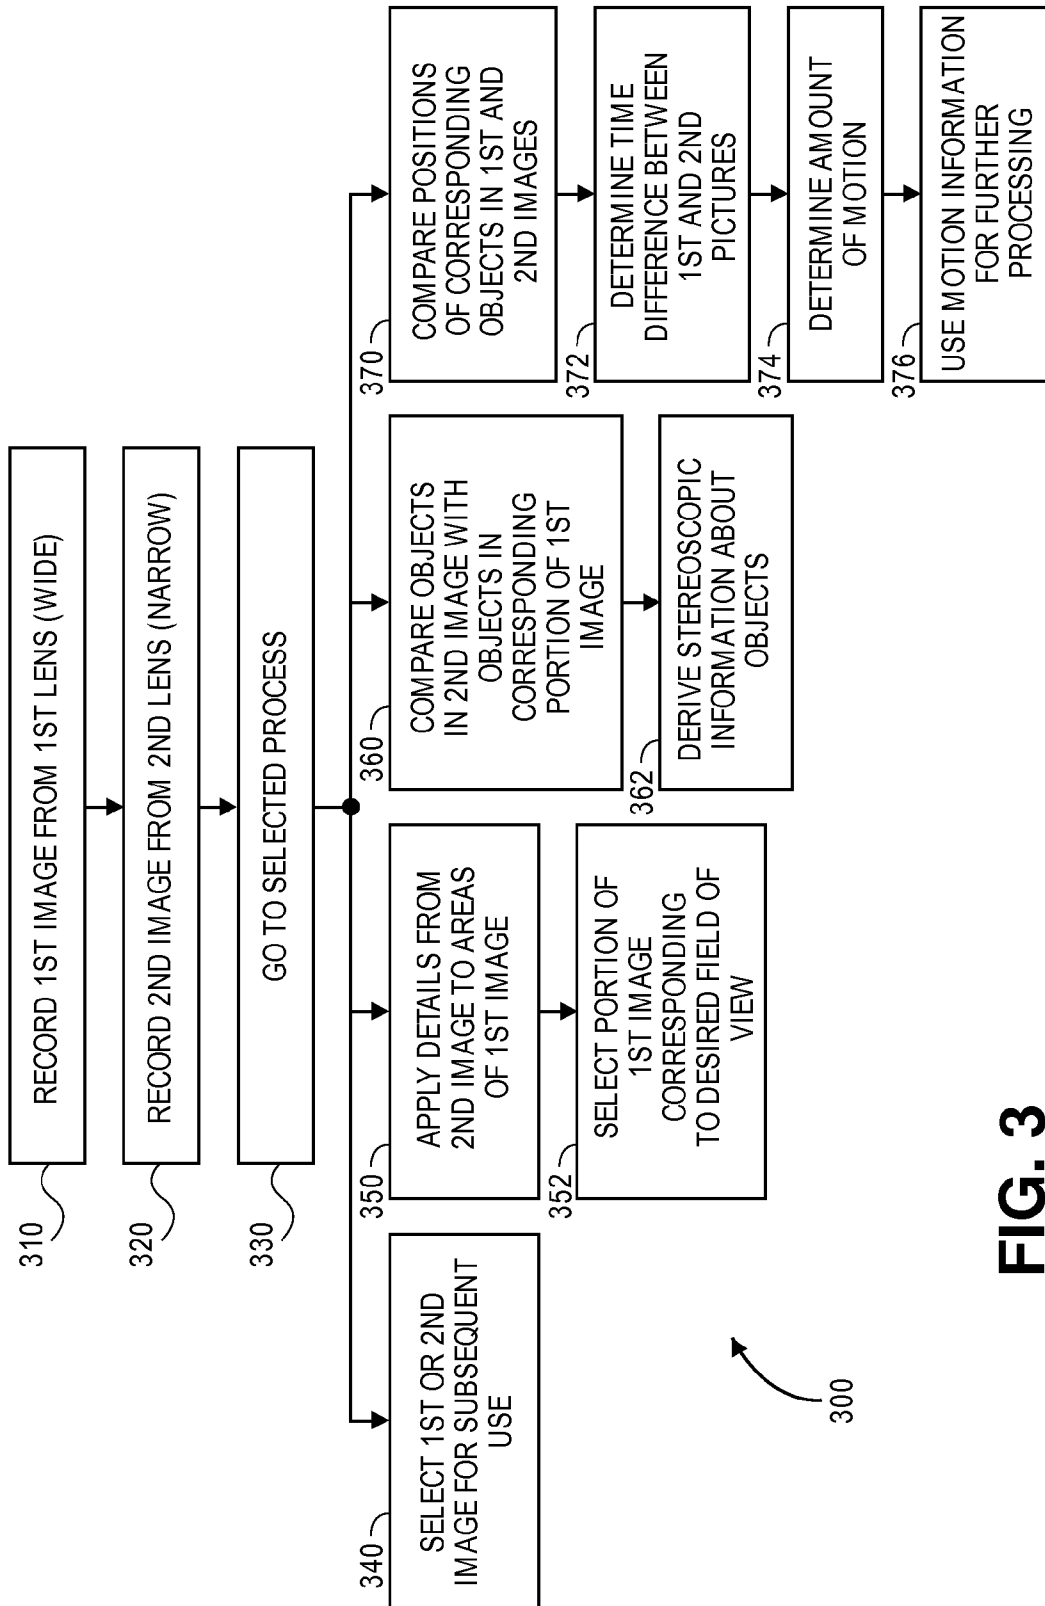 310
RECORD 1ST IMAGE FROM 1ST LENS (WIDE)
320
RECORD 2ND IMAGE FROM 2ND LENS (NARROW)
330
GO TO SELECTED PROCESS
340
SELECT 1ST OR 2ND
IMAGE FOR SUBSEQUENT
USE
350
APPLY DETAILS FROM
2ND IMAGE TO AREAS
OF 1ST IMAGE
352
SELECT PORTION OF
1ST IMAGE
CORRESPONDING
TO DESIRED FIELD OF
VIEW
360
COMPARE OBJECTS
IN 2ND IMAGE WITH
OBJECTS IN
CORRESPONDING
PORTION OF 1ST
IMAGE
362
DERIVE STEREOSCOPIC
INFORMATION ABOUT
OBJECTS
370
COMPARE POSITIONS
OF CORRESPONDING
OBJECTS IN 1ST AND
2ND IMAGES
372
DETERMINE TIME
DIFFERENCE BETWEEN
1ST AND 2ND
PICTURES
374
DETERMINE AMOUNT
OF MOTION
376
USE MOTION INFORMATION
FOR FURTHER
PROCESSING
300
FIG. 3